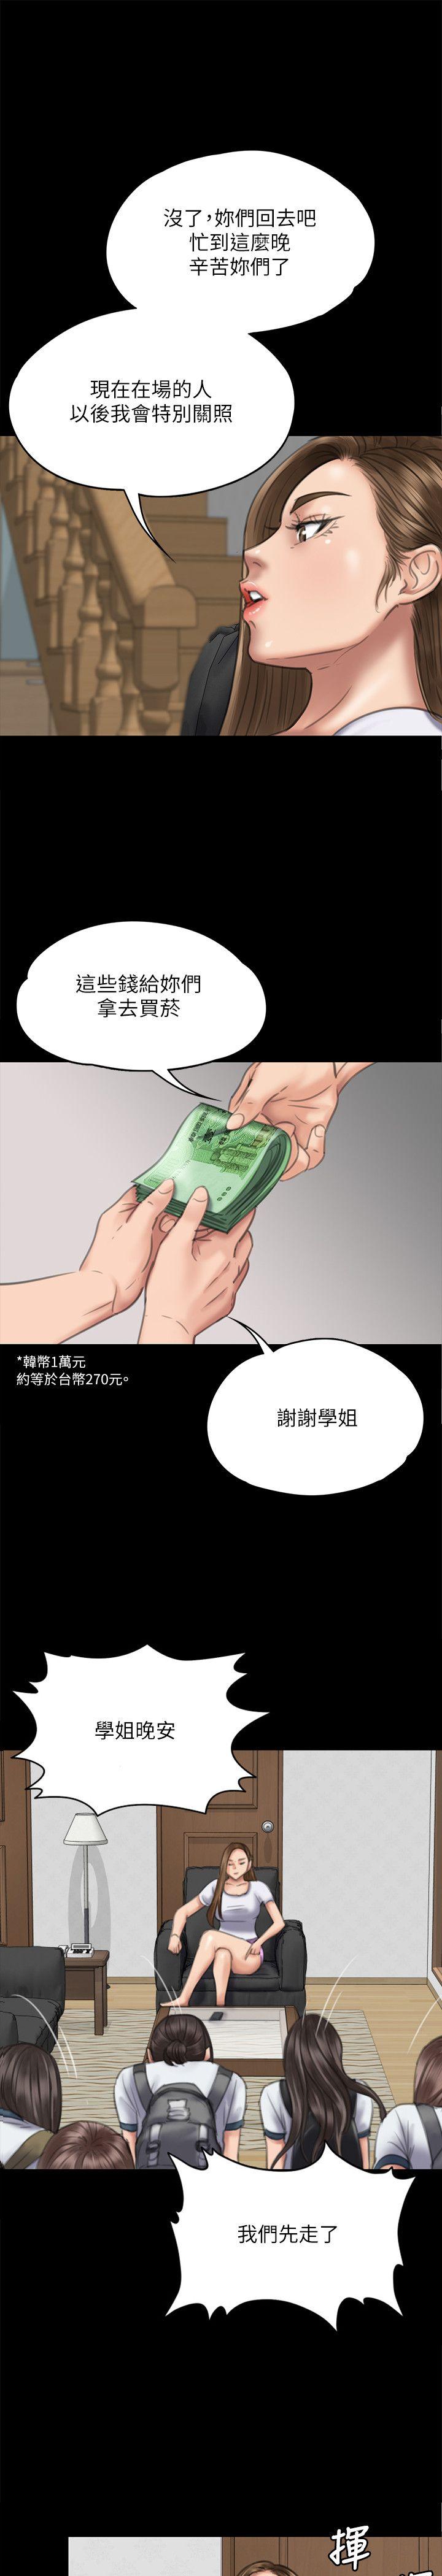 沒了，妳們回去吧
忙到這麼晚
辛苦妳們了
現在在場的人
以後我會特別關照
這些錢給妳們
拿去買菸
*韓幣1萬元
約等於台幣270元。
謝謝學姐
學姐晚安
我們先走了
揮